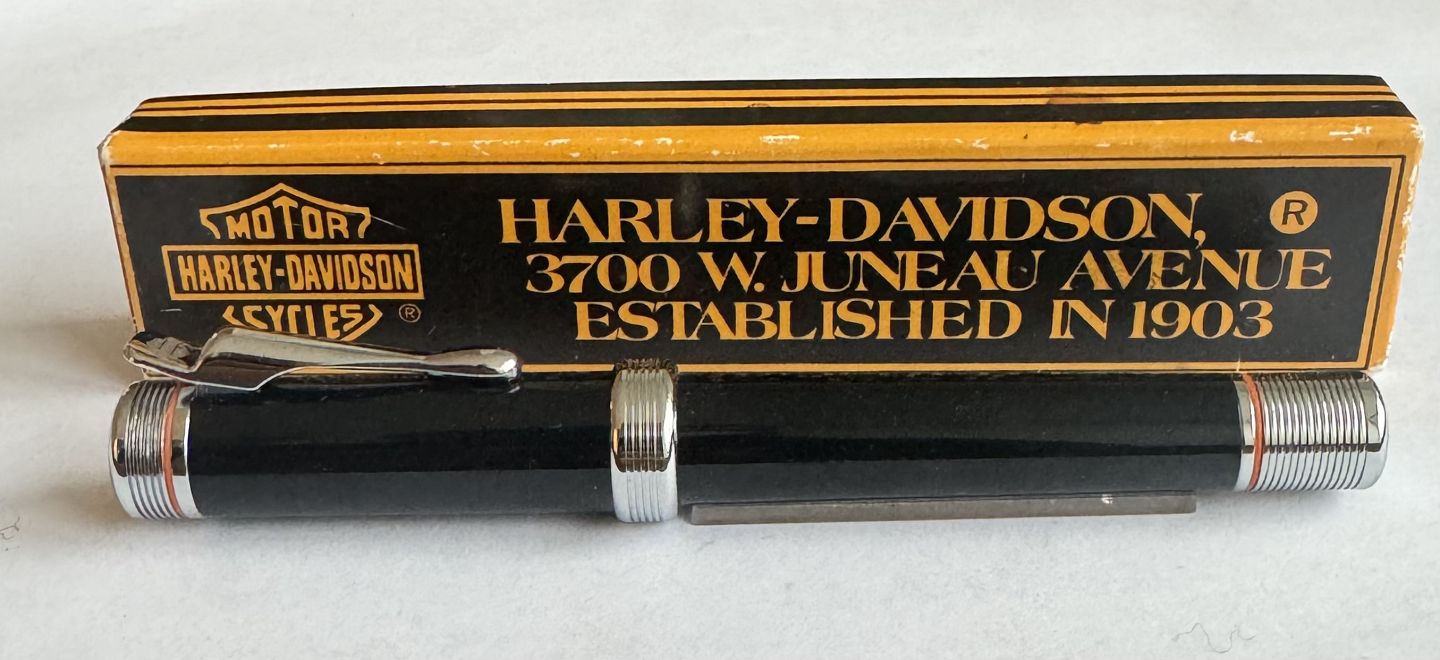 MOTOR
HARLEY-DAVIDSON
CYCLES ®
HARLEY-DAVIDSON, ®
3700 W. JUNEAU AVENUE
ESTABLISHED IN 1903